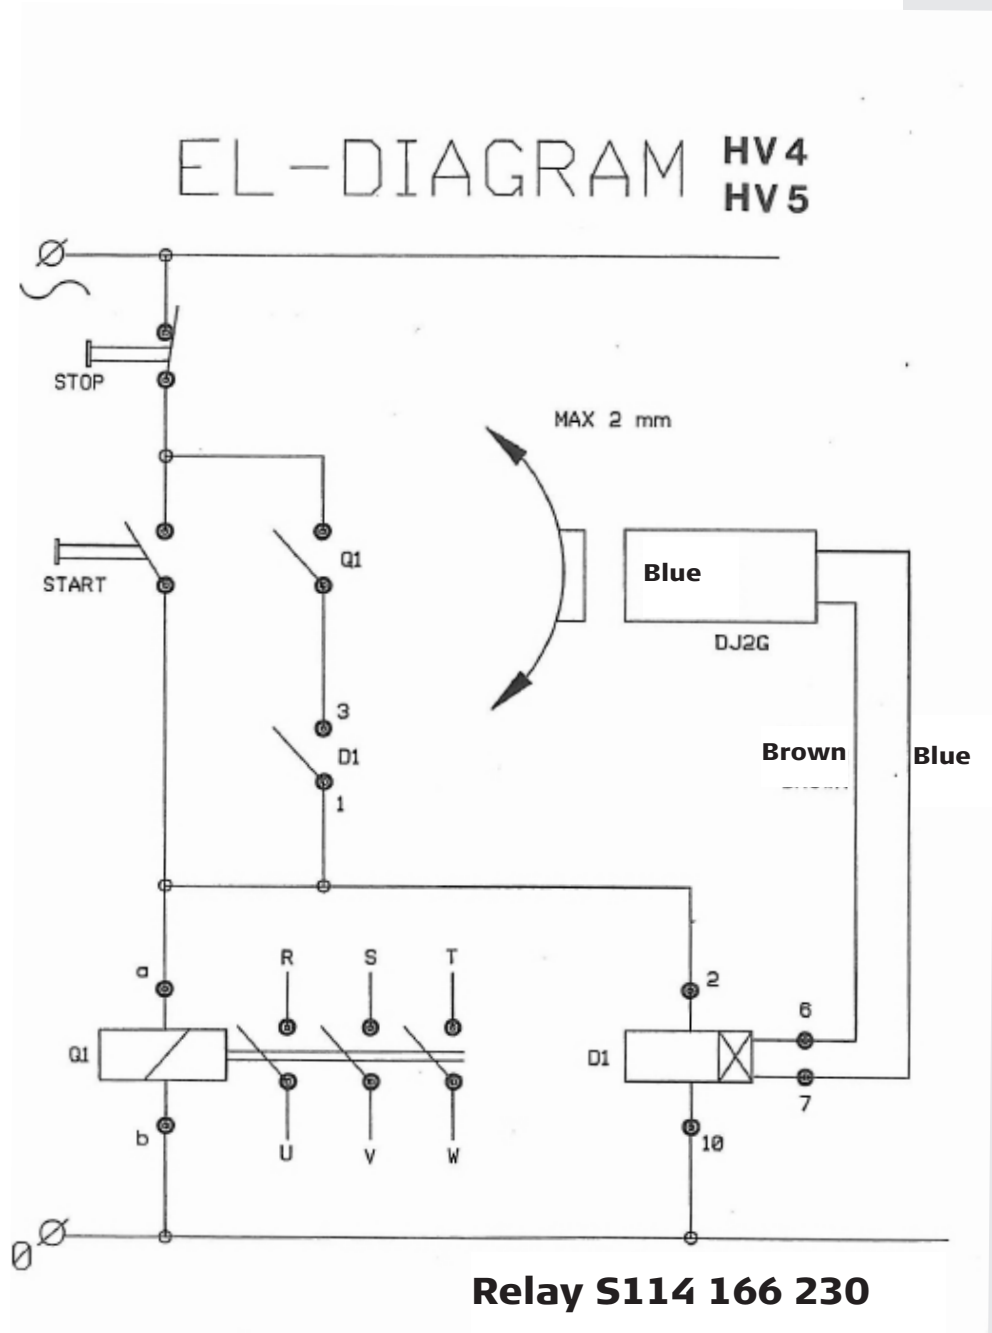 EL-DIAGRAM HV4
HV5
STOP
MAX 2 mm
START
Q1
Blue
DJ2G
3
D1
1
Brown
Blue
a
R S T
2
6
Q1
D1
7
b
U V W
10
0
Relay S114 166 230